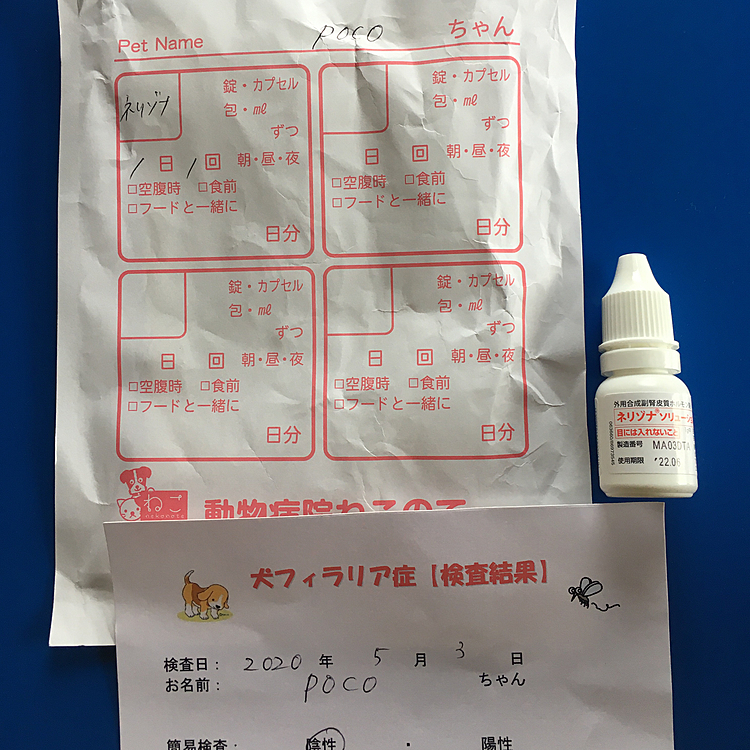 Pet Name POCO ちゃん
ネリゾナ
錠・カプセル
包・㎖
ずつ
1日1回 朝・昼・夜
□空腹時 □食前
□フードと一緒に
日分
錠・カプセル
包・㎖
ずつ
日 回 朝・昼・夜
□空腹時 □食前
□フードと一緒に
日分
錠・カプセル
包・㎖
ずつ
日 回 朝・昼・夜
□空腹時 □食前
□フードと一緒に
日分
錠・カプセル
包・㎖
ずつ
日 回 朝・昼・夜
□空腹時 □食前
□フードと一緒に
日分
ねこ
動物病院ねこのて
外用合成副腎皮質ホルモン
ネリゾナ®ソリューシ
目には入れないこと
製造番号 MA03DTA
使用期限 '22.06
犬フィラリア症【検査結果】
検査日： 2020 年 5 月 3 日
お名前： POCO ちゃん
簡易検査： 陰性 ・ 陽性